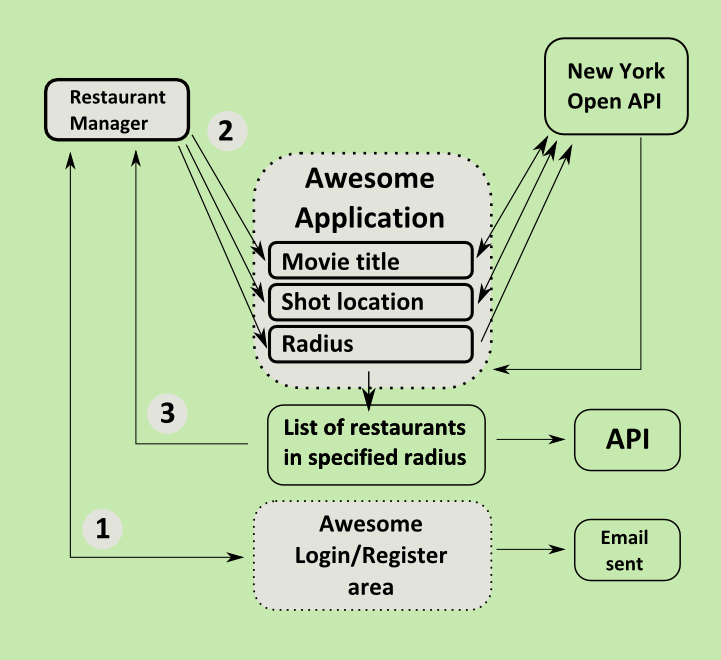 New York
Open API
Restaurant
Manager
2
Awesome
Application
Movie title
Shot location
Radius
3
List of restaurants
in specified radius
API
1
Awesome
Login/Register
area
Email
sent